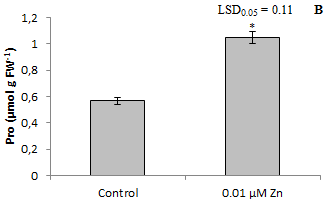 LSD0.05 = 0.11 B
*
1,2
1
0,8
0,6
0,4
0,2
0
Pro (µmol g FW-1)
Control 0.01 µM Zn